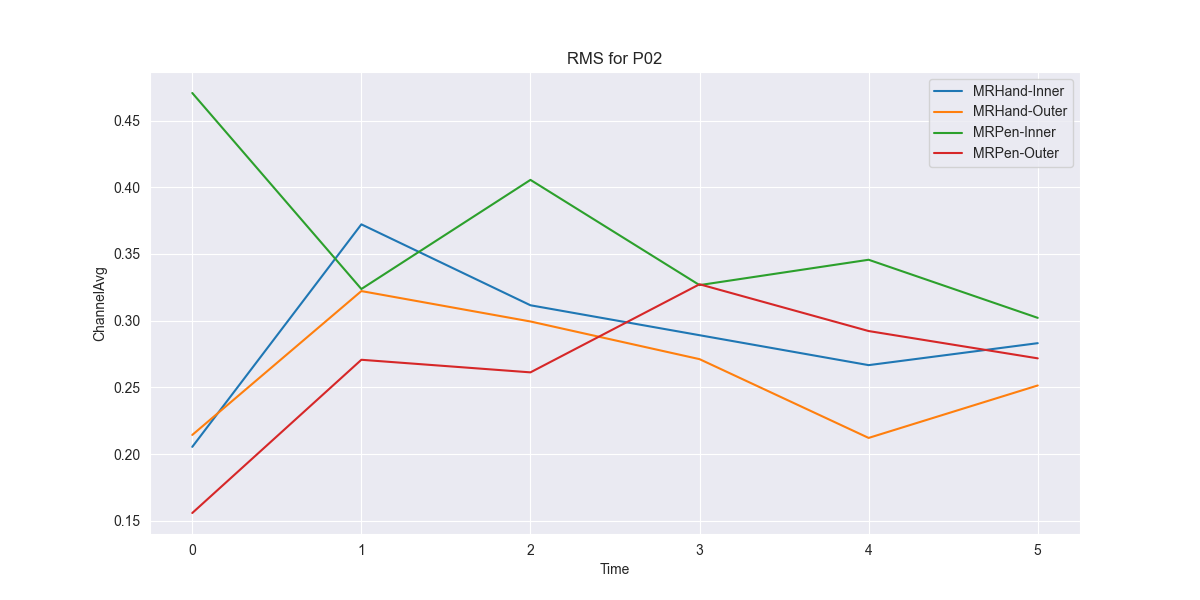 RMS for P02
MRHand-Inner
MRHand-Outer
MRPen-Inner
MRPen-Outer
ChannelAvg
0.45
0.40
0.35
0.30
0.25
0.20
0.15
0 1 2 3 4 5
Time